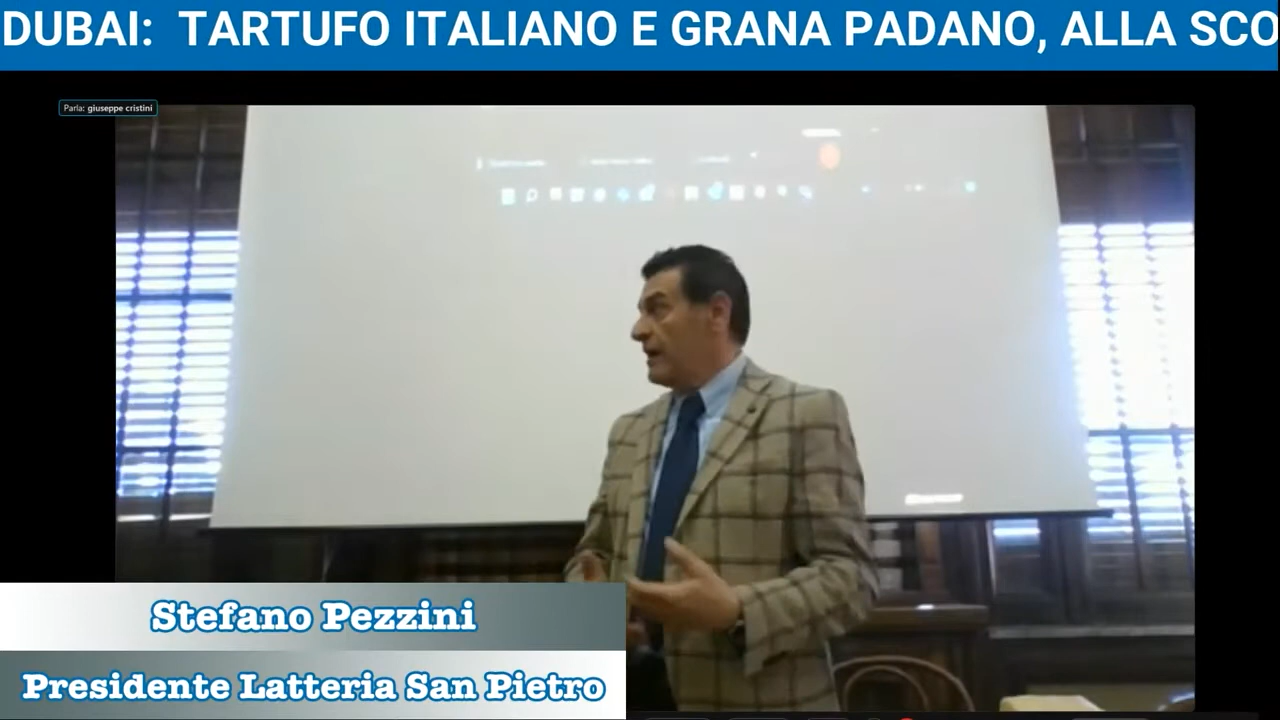 DUBAI: TARTUFO ITALIANO E GRANA PADANO, ALLA SCO
Parla: giuseppe cristini
Stefano Pezzini
Presidente Latteria San Pietro